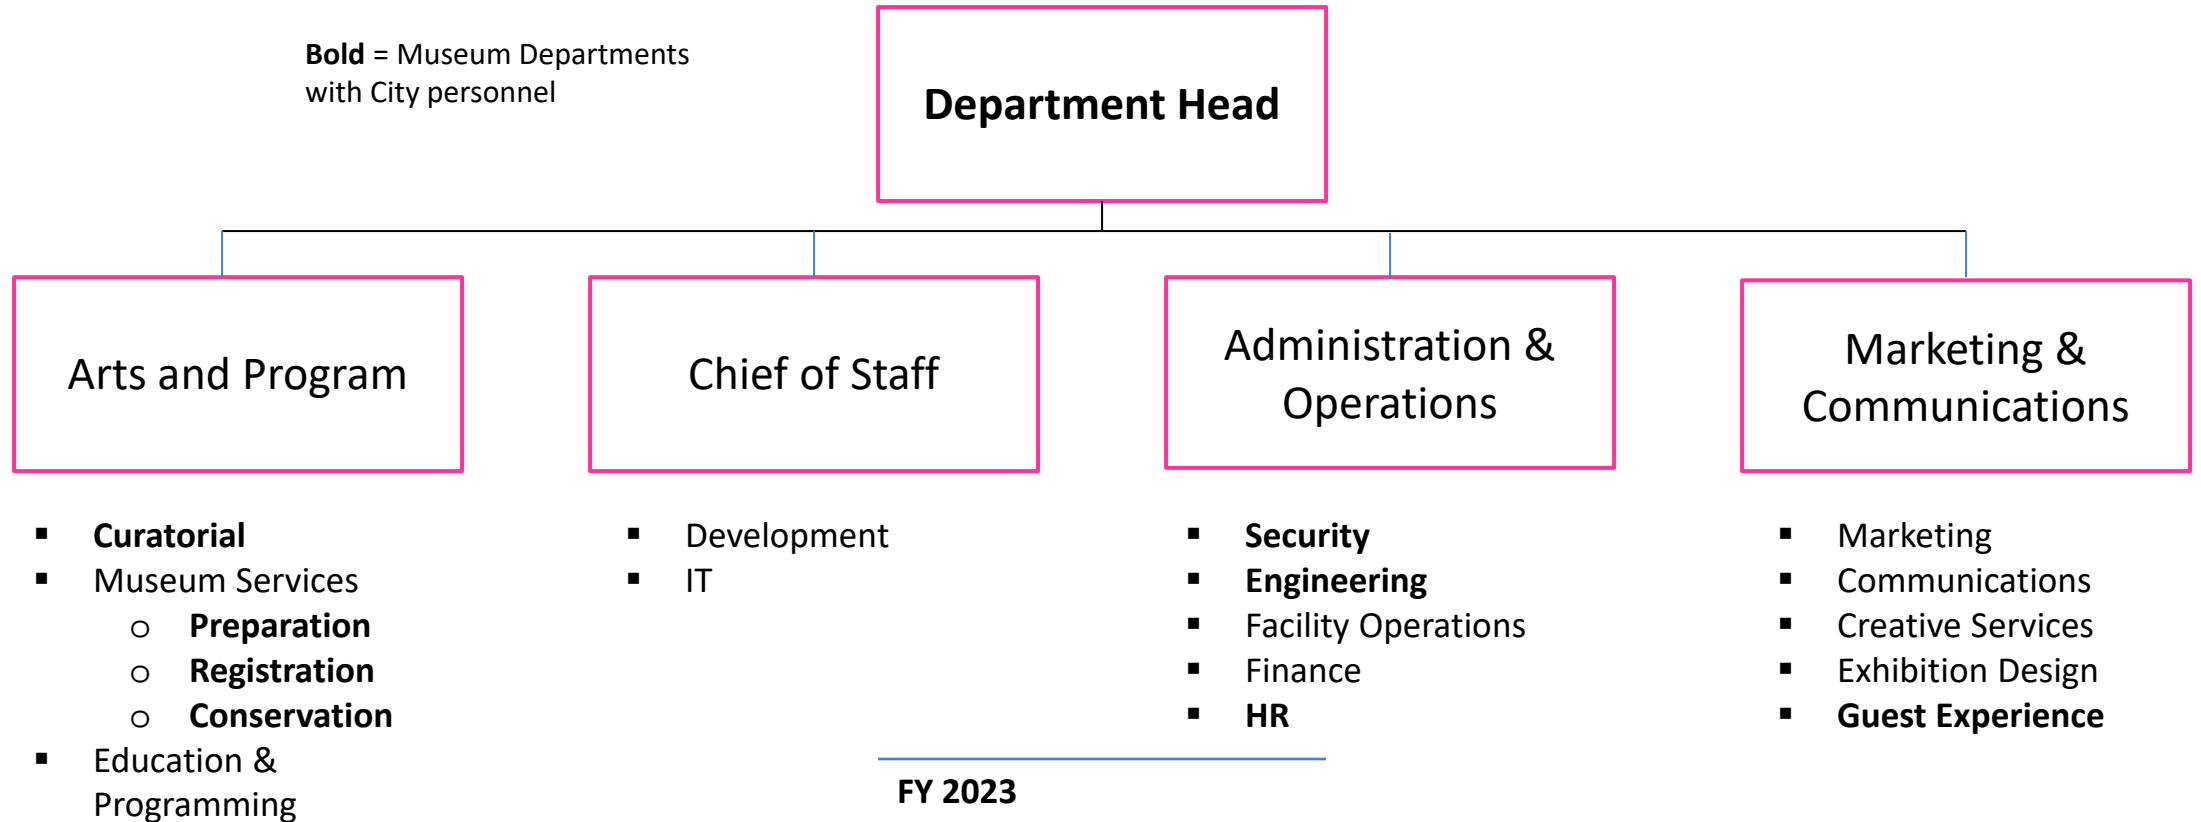 Bold = Museum Departments
with City personnel
Department Head
Arts and Program
Chief of Staff
Administration &
Operations
Marketing &
Communications
▪ Curatorial
▪ Museum Services
o Preparation
o Registration
o Conservation
▪ Education &
Programming
▪ Development
▪ IT
▪ Security
▪ Engineering
▪ Facility Operations
▪ Finance
▪ HR
▪ Marketing
▪ Communications
▪ Creative Services
▪ Exhibition Design
▪ Guest Experience
FY 2023